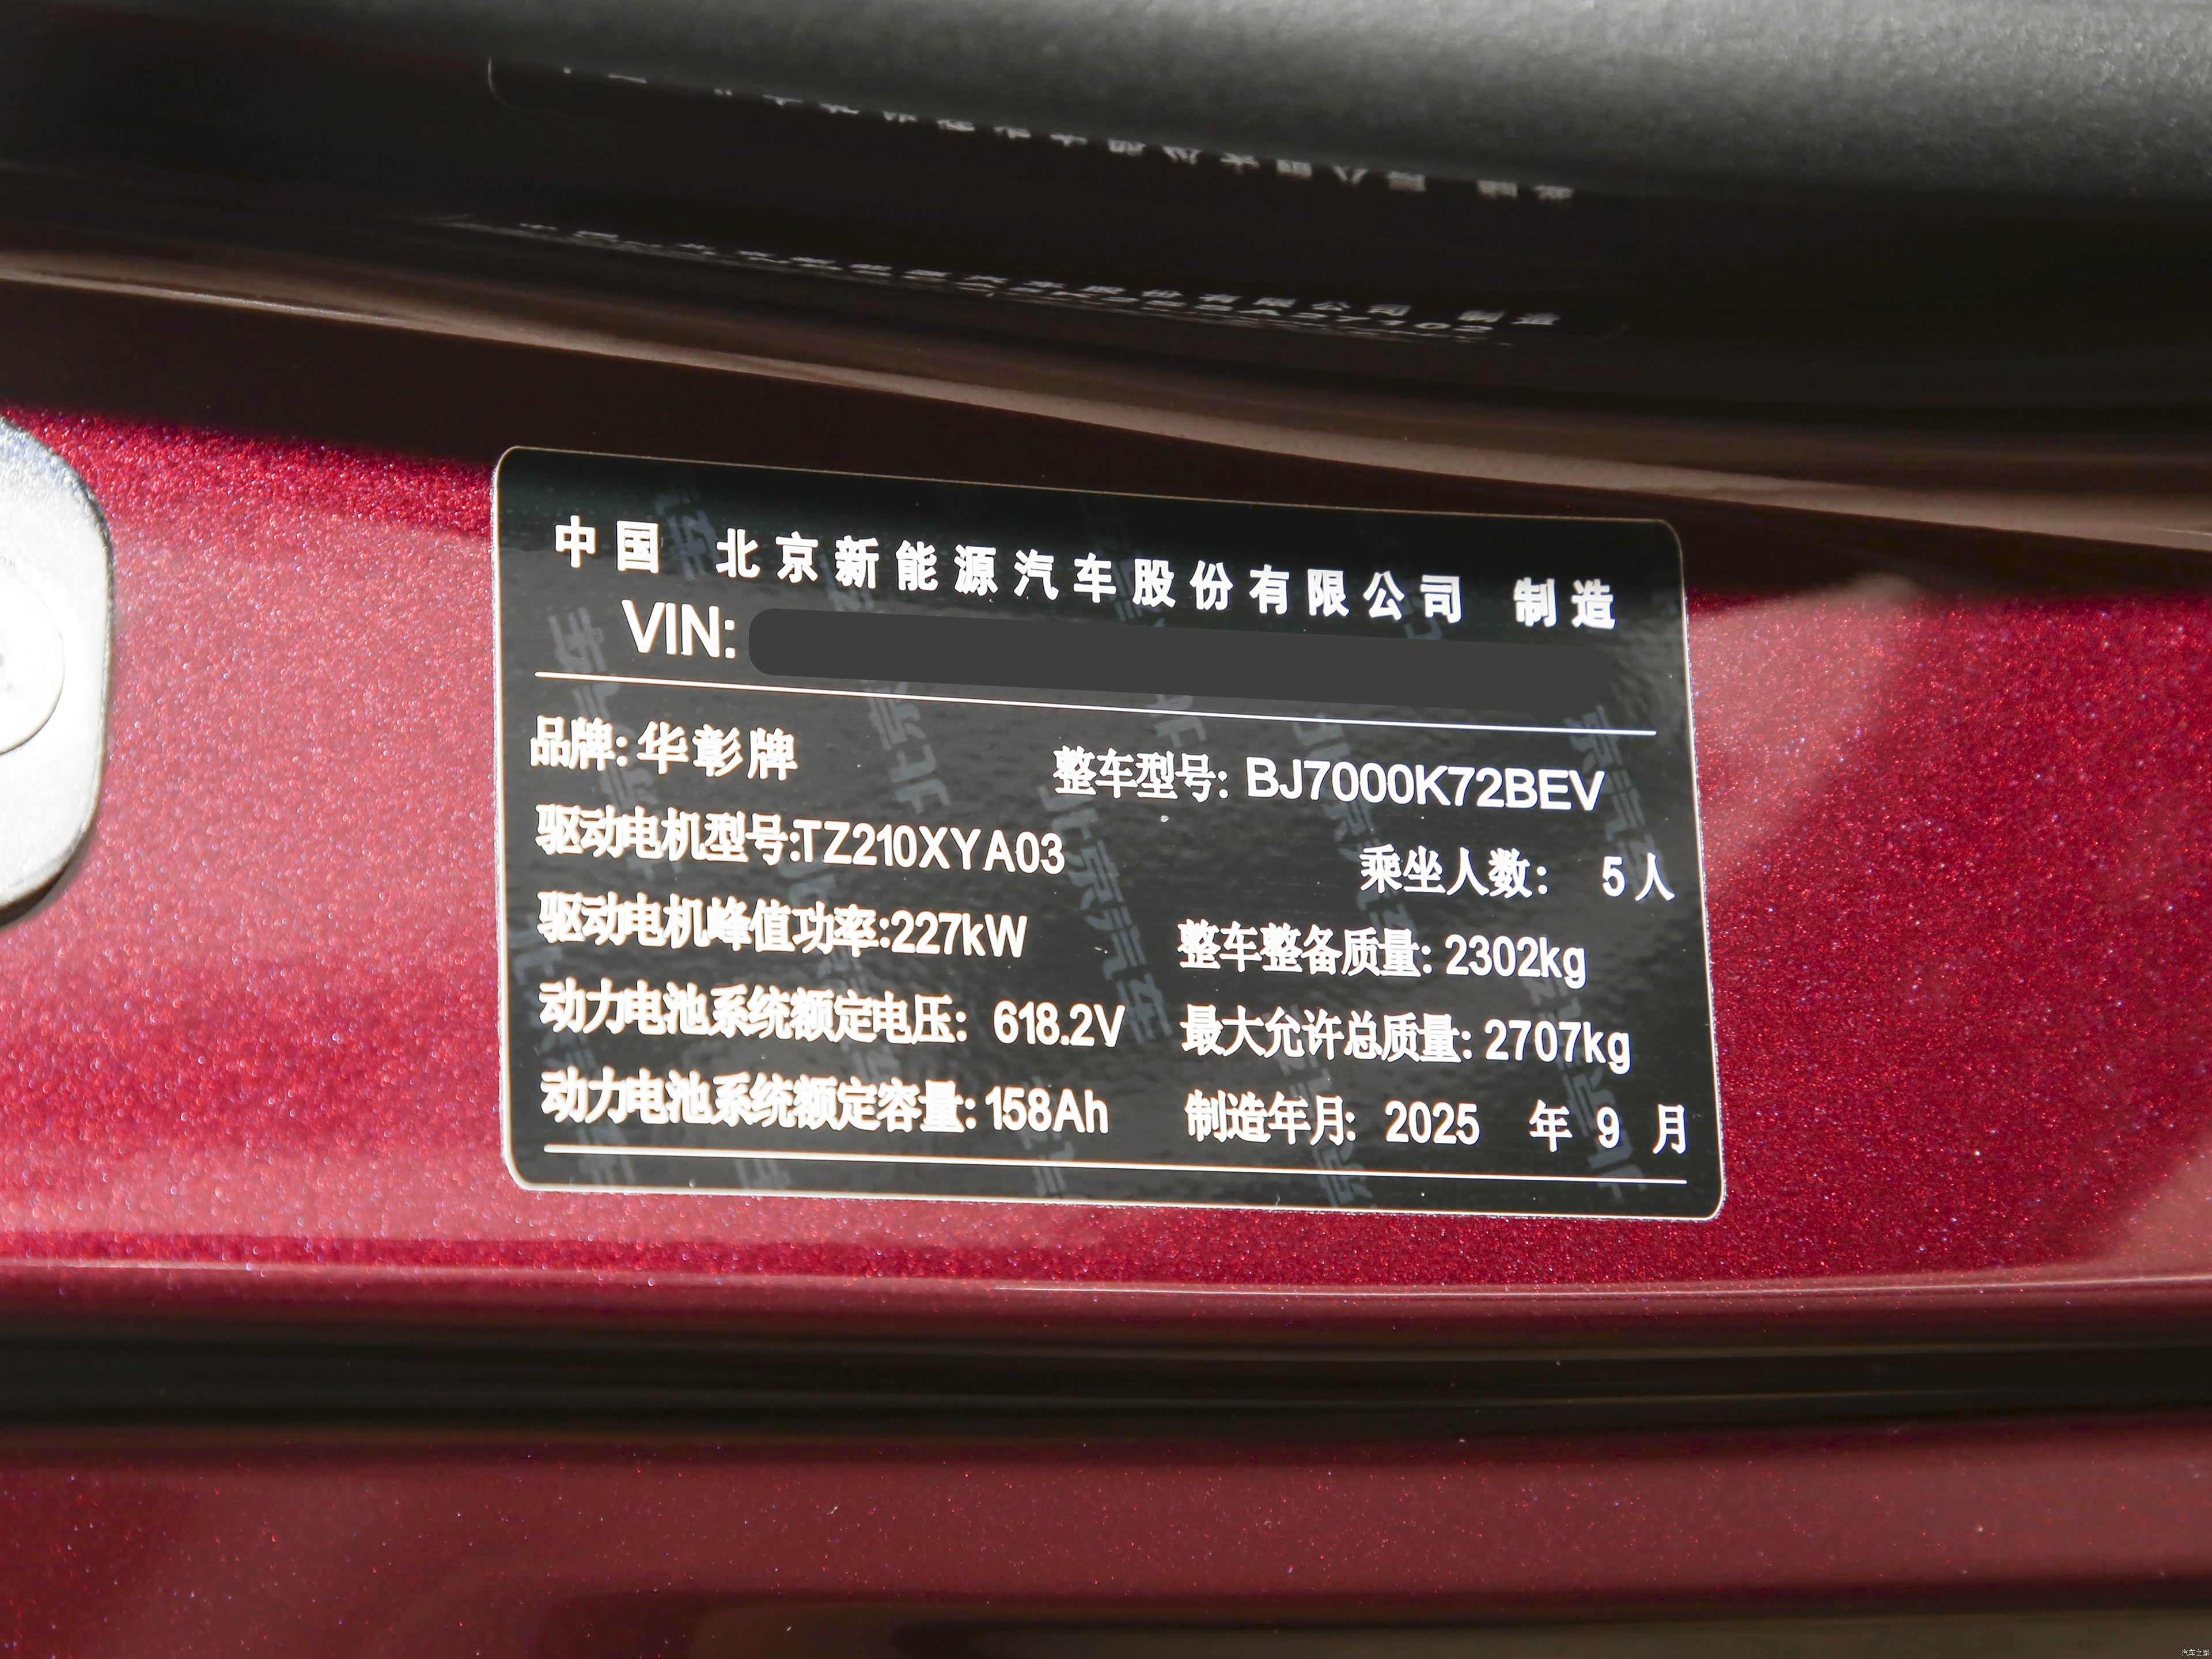 中国 北京新能源汽车股份有限公司 制造
VIN:
品牌: 华彰牌 整车型号: BJ7000K72BEV
驱动电机型号:TZ210XYA03 乘坐人数: 5人
驱动电机峰值功率:227kW 整车整备质量: 2302kg
动力电池系统额定电压: 618.2V 最大允许总质量: 2707kg
动力电池系统额定容量: 158Ah 制造年月: 2025 年 9 月
汽车之家